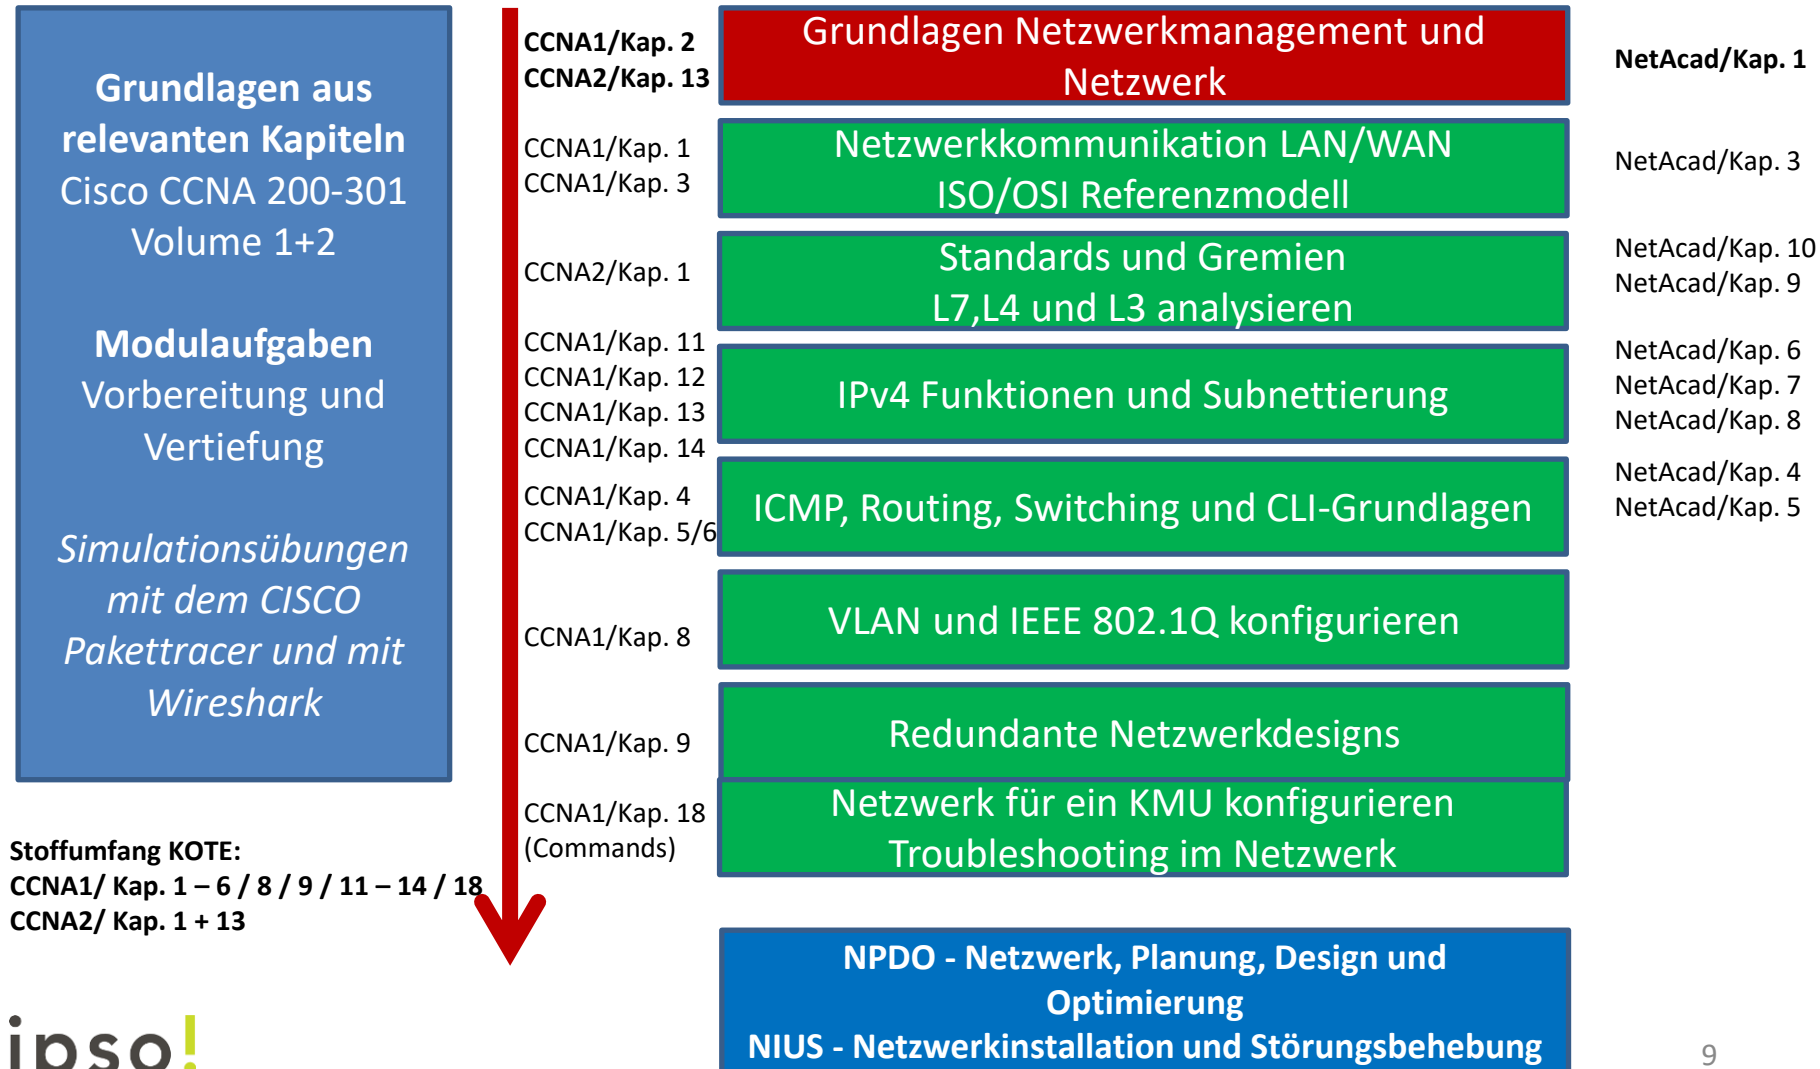 Grundlagen aus
relevanten Kapiteln
Cisco CCNA 200-301
Volume 1+2
Modulaufgaben
Vorbereitung und
Vertiefung
Simulationsübungen
mit dem CISCO
Pakettracer und mit
Wireshark
Stoffumfang KOTE:
CCNA1/ Kap. 1 – 6 / 8 / 9 / 11 – 14 / 18
CCNA2/ Kap. 1 + 13
CCNA1/Kap. 2
CCNA2/Kap. 13
Grundlagen Netzwerkmanagement und
Netzwerk
NetAcad/Kap. 1
CCNA1/Kap. 1
CCNA1/Kap. 3
Netzwerkkommunikation LAN/WAN
ISO/OSI Referenzmodell
NetAcad/Kap. 3
CCNA2/Kap. 1
Standards und Gremien
L7,L4 und L3 analysieren
NetAcad/Kap. 10
NetAcad/Kap. 9
CCNA1/Kap. 11
CCNA1/Kap. 12
CCNA1/Kap. 13
CCNA1/Kap. 14
IPv4 Funktionen und Subnettierung
NetAcad/Kap. 6
NetAcad/Kap. 7
NetAcad/Kap. 8
CCNA1/Kap. 4
CCNA1/Kap. 5/6
ICMP, Routing, Switching und CLI-Grundlagen
NetAcad/Kap. 4
NetAcad/Kap. 5
CCNA1/Kap. 8
VLAN und IEEE 802.1Q konfigurieren
CCNA1/Kap. 9
Redundante Netzwerkdesigns
CCNA1/Kap. 18
(Commands)
Netzwerk für ein KMU konfigurieren
Troubleshooting im Netzwerk
NPDO - Netzwerk, Planung, Design und
Optimierung
NIUS - Netzwerkinstallation und Störungsbehebung
ipso!
9